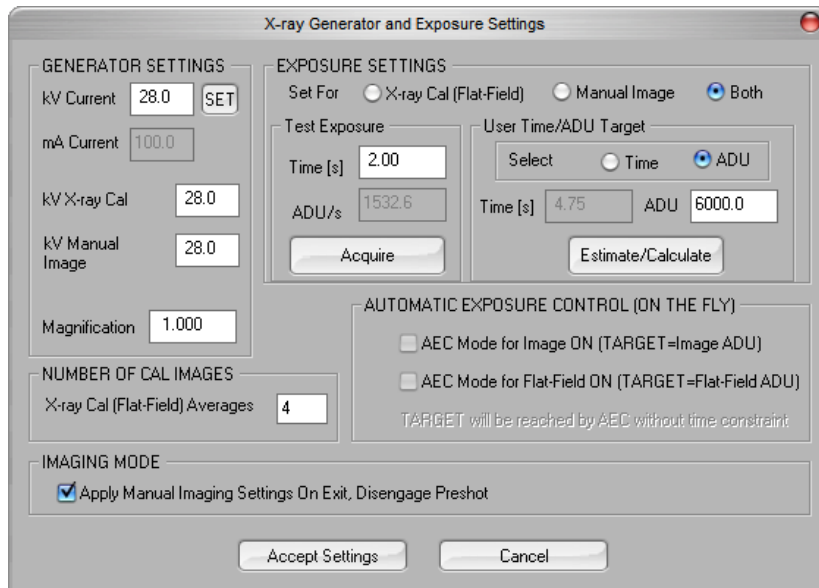 X-ray Generator and Exposure Settings
GENERATOR SETTINGS
kV Current 28.0 SET
mA Current 100.0
kV X-ray Cal 28.0
kV Manual
Image 28.0
Magnification 1.000
EXPOSURE SETTINGS
Set For X-ray Cal (Flat-Field) Manual Image Both
Test Exposure
Time [s] 2.00
ADU/s 1532.6
Acquire
User Time/ADU Target
Select Time ADU
Time [s] 4.75 ADU 6000.0
Estimate/Calculate
AUTOMATIC EXPOSURE CONTROL (ON THE FLY)
AEC Mode for Image ON (TARGET=Image ADU)
AEC Mode for Flat-Field ON (TARGET=Flat-Field ADU)
TARGET will be reached by AEC without time constraint
NUMBER OF CAL IMAGES
X-ray Cal (Flat-Field) Averages 4
IMAGING MODE
Apply Manual Imaging Settings On Exit, Disengage Preshot
Accept Settings Cancel